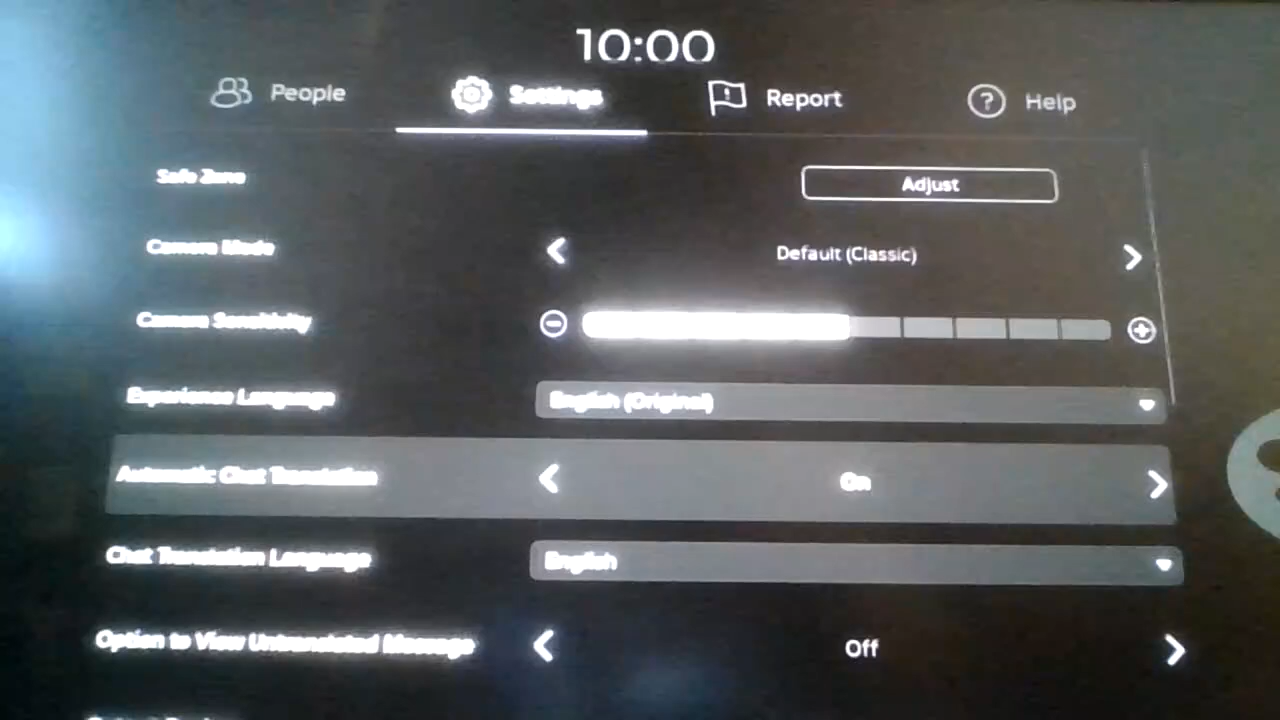 10:00
People Settings Report Help
Safe Zone Adjust
Camera Mode Default (Classic)
Camera Sensitivity
Experience Language English (Original)
Automatic Chat Translation On
Chat Translation Language English
Option to View Untranslated Message Off